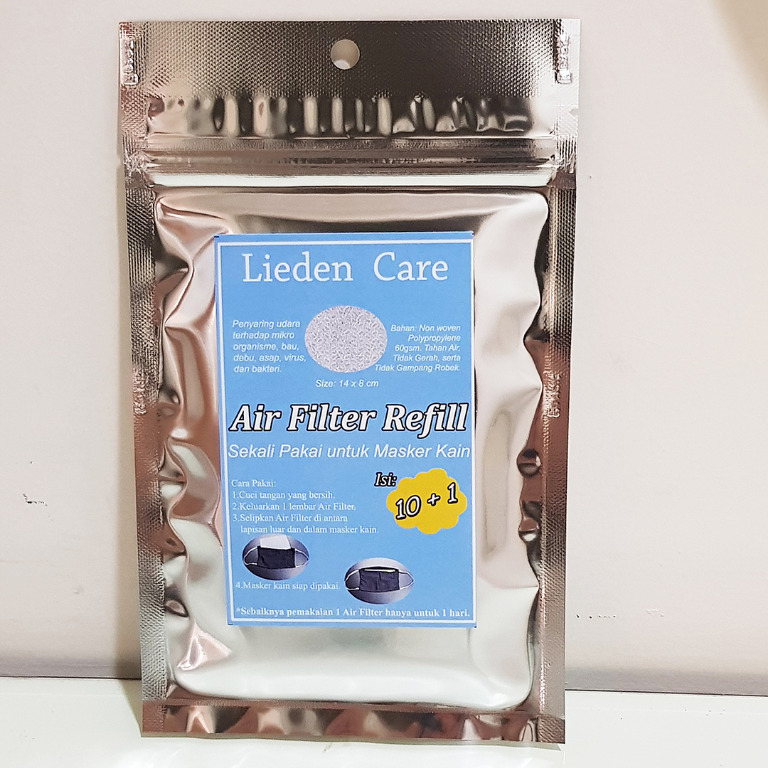 Lieden Care
Penyaring udara
terhadap mikro
organisme, bau,
debu, asap, virus,
dan bakteri.
Bahan: Non woven
Polypropylene
60gsm. Tahan Air,
Tidak Gerah, serta
Tidak Gampang Robek.
Size: 14 x 8 cm
Air Filter Refill
Sekali Pakai untuk Masker Kain
Isi:
10 + 1
Cara Pakai:
1.Cuci tangan yang bersih.
2.Keluarkan 1 lembar Air Filter.
3.Selipkan Air Filter di antara
lapisan luar dan dalam masker kain.
4.Masker kain siap dipakai.
*Sebaiknya pemakaian 1 Air Filter hanya untuk 1 hari.